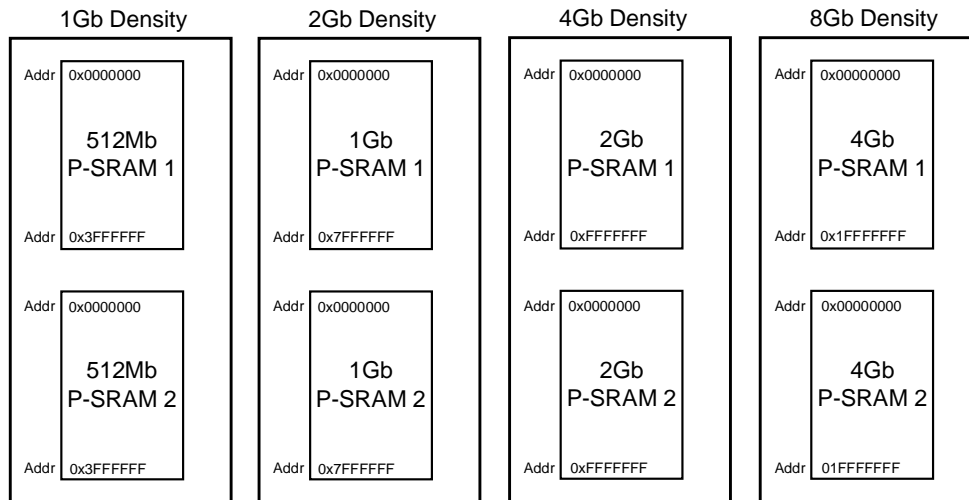 1Gb Density
Addr 0x0000000
512Mb
P-SRAM 1
Addr 0x3FFFFFF
Addr 0x0000000
512Mb
P-SRAM 2
Addr 0x3FFFFFF
2Gb Density
Addr 0x0000000
1Gb
P-SRAM 1
Addr 0x7FFFFFF
Addr 0x0000000
1Gb
P-SRAM 2
Addr 0x7FFFFFF
4Gb Density
Addr 0x0000000
2Gb
P-SRAM 1
Addr 0xFFFFFFF
Addr 0x0000000
2Gb
P-SRAM 2
Addr 0xFFFFFFF
8Gb Density
Addr 0x00000000
4Gb
P-SRAM 1
Addr 0x1FFFFFFF
Addr 0x00000000
4Gb
P-SRAM 2
Addr 01FFFFFFF